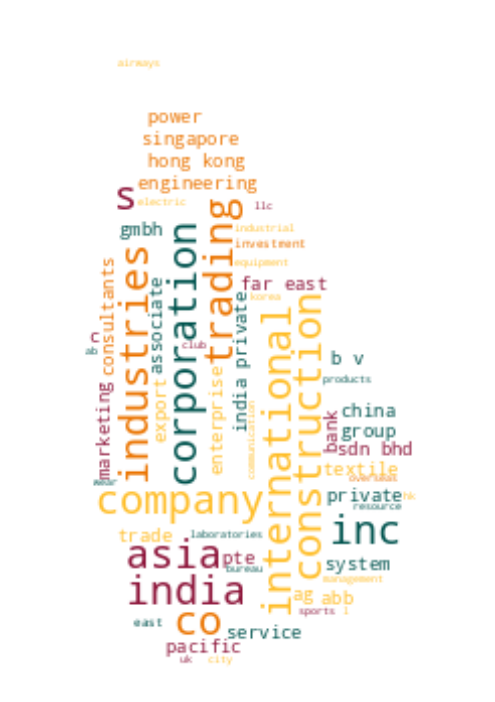 airways
power
singapore
hong kong
engineering
s
electric
trading
llc
gmbh
corporation
industrial
industries
investment
consultants
equipment
associate
far east
india private
korea
construction
international
n
club
b v
enterprise
export
products
marketing
communication
china
bank
group
sdn bhd
textile
overseas
wear
company
private
hk
resource
inc
trade
laboratories
asia
pte
bureau
system
india
management
ag
abb
sports
l
co
east
service
pacific
uk
city